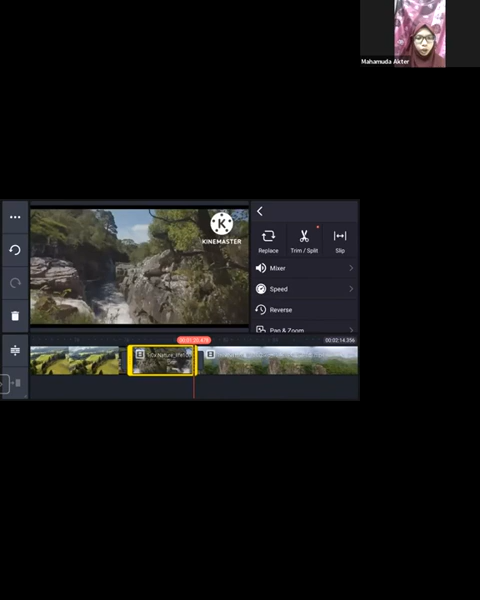 Mahamuda Akter
KINEMASTER
Replace
Trim / Split
Slip
Mixer
Speed
Reverse
Pan & Zoom
00:02:14.356